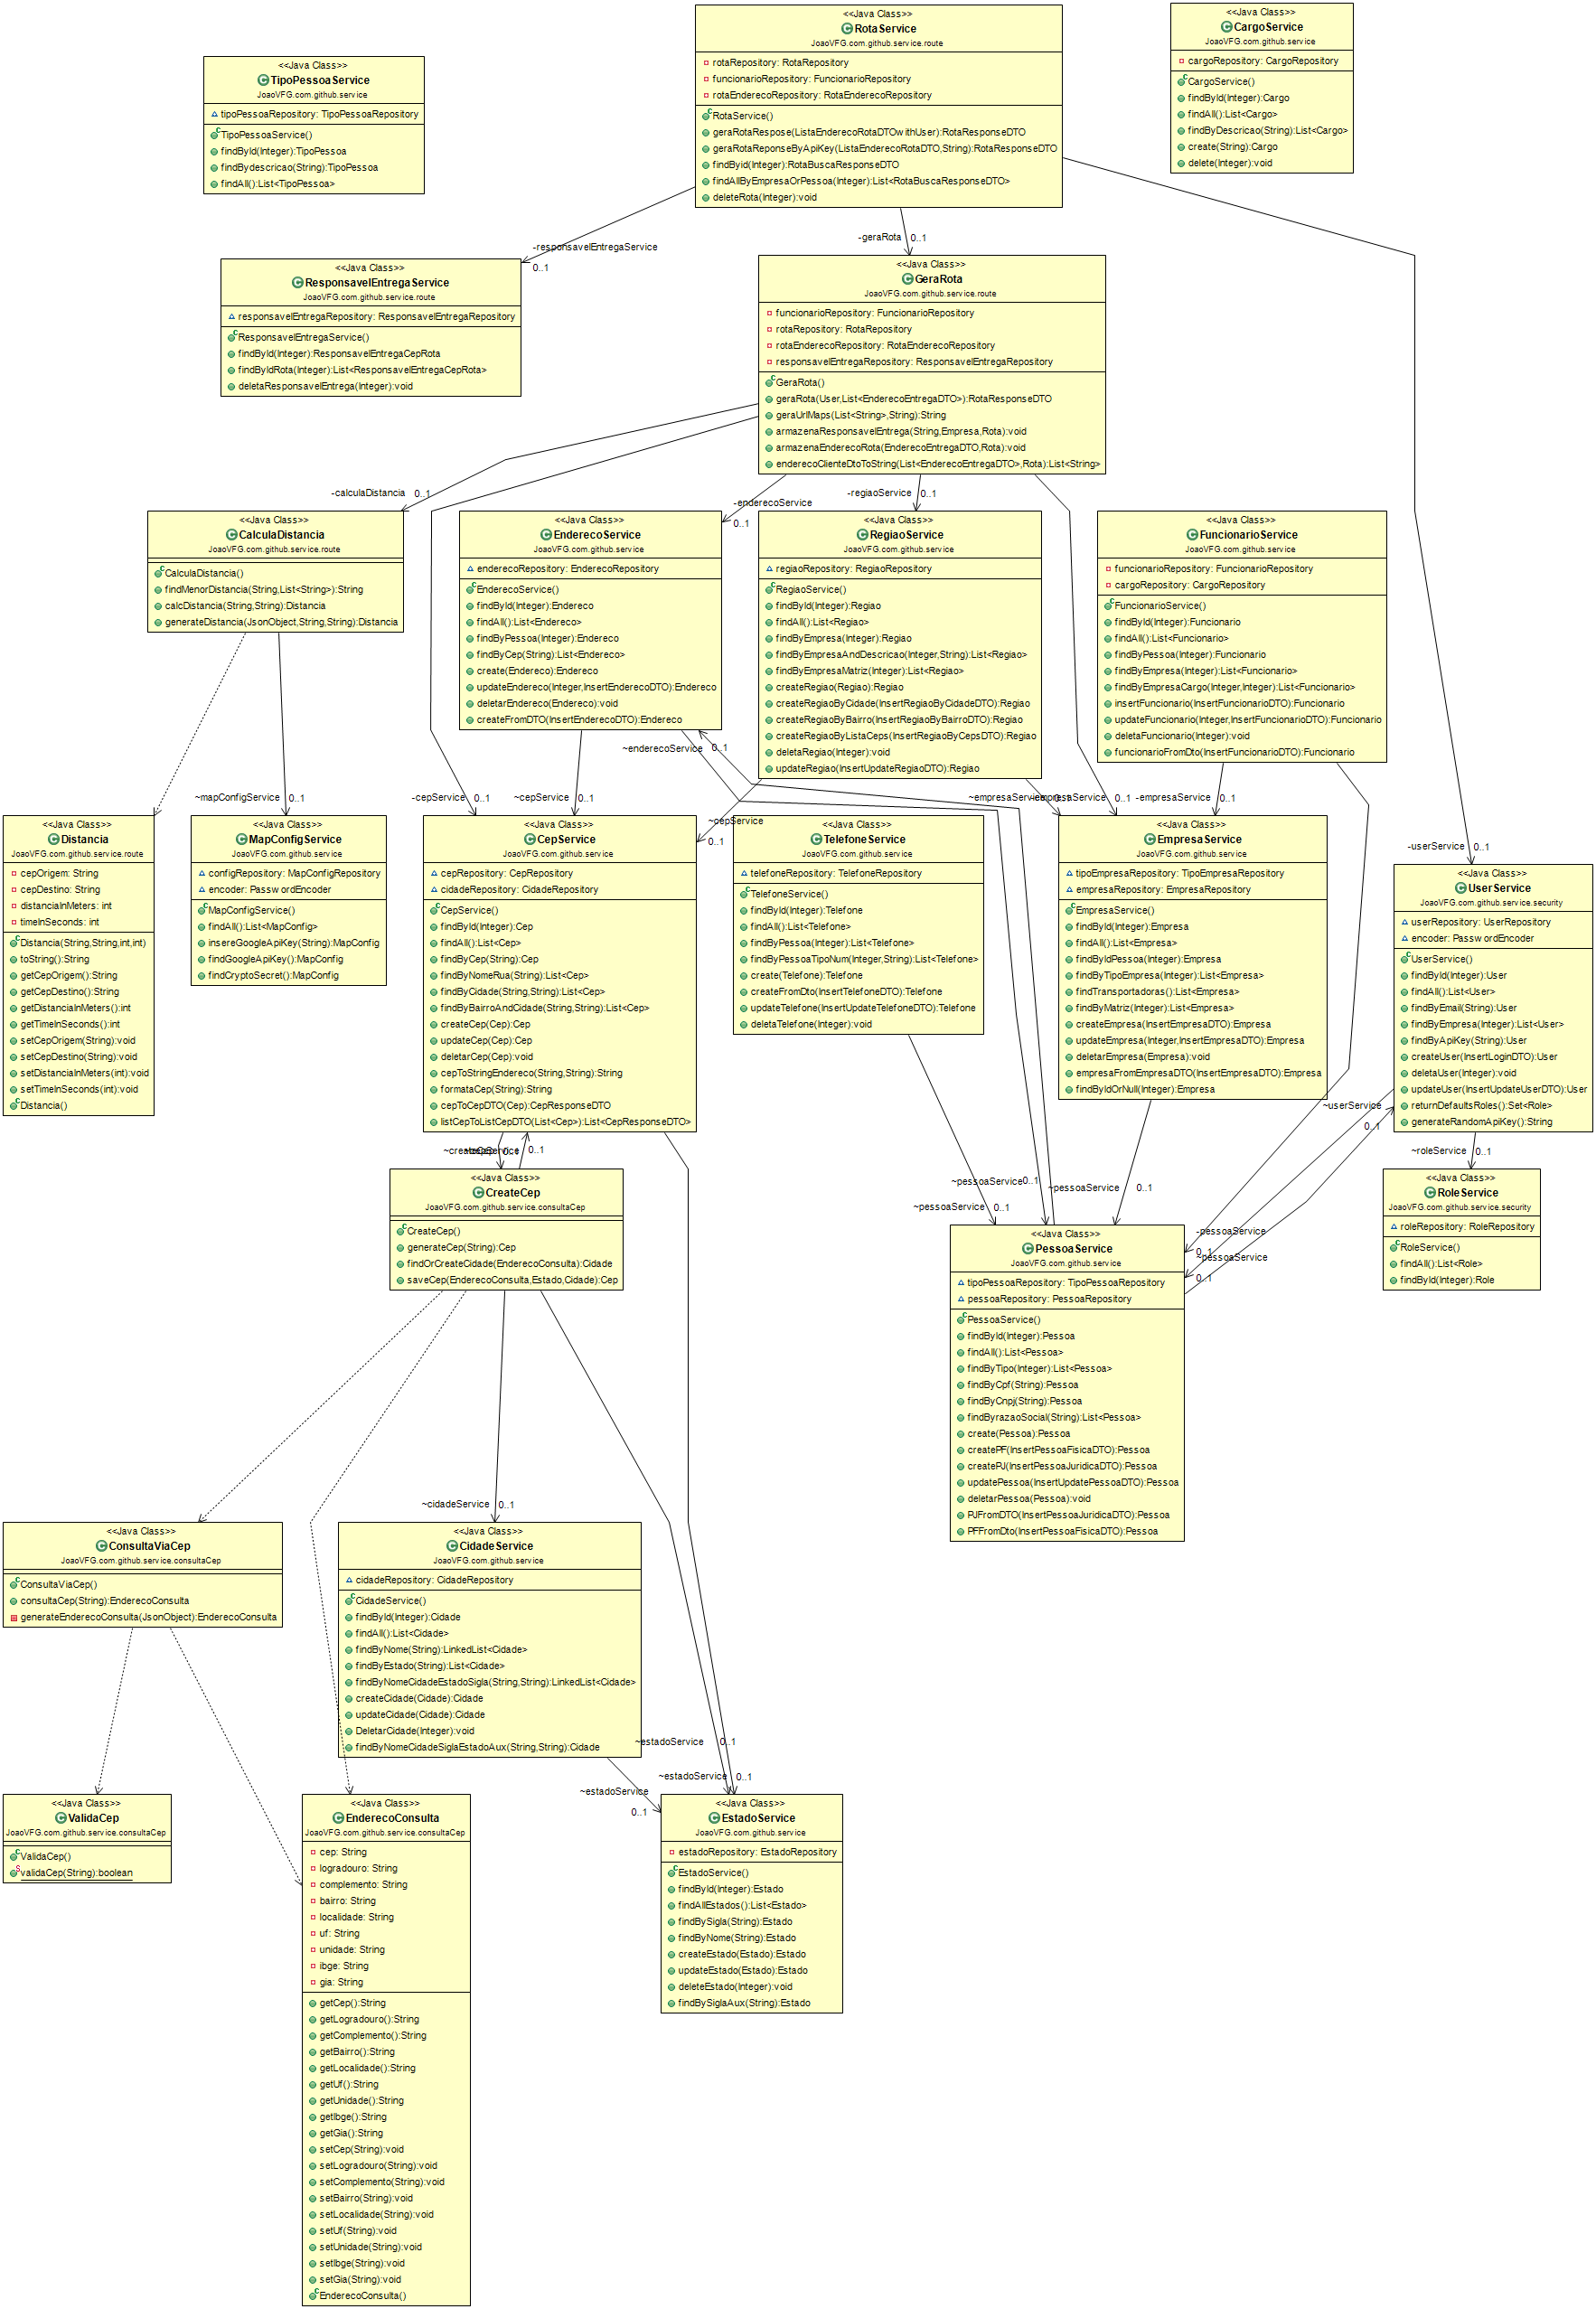 <<Java Class>>
RotaService
JoaoVFG.com.github.service.route
rotaRepository: RotaRepository
funcionarioRepository: FuncionarioRepository
rotaEnderecoRepository: RotaEnderecoRepository
RotaService()
geraRotaRespose(ListaEnderecoRotaDTOwithUser):RotaResponseDTO
geraRotaReponseByApiKey(ListaEnderecoRotaDTO,String):RotaResponseDTO
findByid(Integer):RotaBuscaResponseDTO
findAllByEmpresaOrPessoa(Integer):List<RotaBuscaResponseDTO>
deleteRota(Integer):void
<<Java Class>>
CargoService
JoaoVFG.com.github.service
cargoRepository: CargoRepository
CargoService()
findById(Integer):Cargo
findAll():List<Cargo>
findByDescricao(String):List<Cargo>
create(String):Cargo
delete(Integer):void
<<Java Class>>
TipoPessoaService
JoaoVFG.com.github.service
tipoPessoaRepository: TipoPessoaRepository
TipoPessoaService()
findById(Integer):TipoPessoa
findBydescricao(String):TipoPessoa
findAll():List<TipoPessoa>
-responsavelEntregaService
0..1
-geraRota
0..1
<<Java Class>>
ResponsavelEntregaService
JoaoVFG.com.github.service.route
responsavelEntregaRepository: ResponsavelEntregaRepository
ResponsavelEntregaService()
findById(Integer):ResponsavelEntregaCepRota
findByIdRota(Integer):List<ResponsavelEntregaCepRota>
deletaResponsavelEntrega(Integer):void
<<Java Class>>
GeraRota
JoaoVFG.com.github.service.route
funcionarioRepository: FuncionarioRepository
rotaRepository: RotaRepository
rotaEnderecoRepository: RotaEnderecoRepository
responsavelEntregaRepository: ResponsavelEntregaRepository
GeraRota()
geraRota(User,List<EnderecoEntregaDTO>):RotaResponseDTO
geraUrlMaps(List<String>,String):String
armazenaResponsavelEntrega(String,Empresa,Rota):void
armazenaEnderecoRota(EnderecoEntregaDTO,Rota):void
enderecoClienteDtoToString(List<EnderecoEntregaDTO>,Rota):List<String>
-calculaDistancia
0..1
-enderecoService
0..1
-regiaoService
0..1
<<Java Class>>
CalculaDistancia
JoaoVFG.com.github.service.route
CalculaDistancia()
findMenorDistancia(String,List<String>):String
calcDistancia(String,String):Distancia
generateDistancia(JsonObject,String,String):Distancia
<<Java Class>>
EnderecoService
JoaoVFG.com.github.service
enderecoRepository: EnderecoRepository
EnderecoService()
findById(Integer):Endereco
findAll():List<Endereco>
findByPessoa(Integer):Endereco
findByCep(String):List<Endereco>
create(Endereco):Endereco
updateEndereco(Integer,InsertEnderecoDTO):Endereco
deletarEndereco(Endereco):void
createFromDTO(InsertEnderecoDTO):Endereco
<<Java Class>>
RegiaoService
JoaoVFG.com.github.service
regiaoRepository: RegiaoRepository
RegiaoService()
findById(Integer):Regiao
findAll():List<Regiao>
findByEmpresa(Integer):Regiao
findByEmpresaAndDescricao(Integer,String):List<Regiao>
findByEmpresaMatriz(Integer):List<Regiao>
createRegiao(Regiao):Regiao
createRegiaoByCidade(InsertRegiaoByCidadeDTO):Regiao
createRegiaoByBairro(InsertRegiaoByBairroDTO):Regiao
createRegiaoByListaCeps(InsertRegiaoByCepsDTO):Regiao
deletaRegiao(Integer):void
updateRegiao(InsertUpdateRegiaoDTO):Regiao
<<Java Class>>
FuncionarioService
JoaoVFG.com.github.service
funcionarioRepository: FuncionarioRepository
cargoRepository: CargoRepository
FuncionarioService()
findById(Integer):Funcionario
findAll():List<Funcionario>
findByPessoa(Integer):Funcionario
findByEmpresa(Integer):List<Funcionario>
findByEmpresaCargo(Integer,Integer):List<Funcionario>
insertFuncionario(InsertFuncionarioDTO):Funcionario
updateFuncionario(Integer,InsertFuncionarioDTO):Funcionario
deletaFuncionario(Integer):void
funcionarioFromDto(InsertFuncionarioDTO):Funcionario
~enderecoService
0..1
~mapConfigService
0..1
-cepService
0..1
~cepService
0..1
~cepService
0..1
~empresaService
-empresaService
0..1
-empresaService
0..1
-userService
0..1
<<Java Class>>
Distancia
JoaoVFG.com.github.service.route
cepOrigem: String
cepDestino: String
distanciaInMeters: int
timeInSeconds: int
Distancia(String,String,int,int)
toString():String
getCepOrigem():String
getCepDestino():String
getDistanciaInMeters():int
getTimeInSeconds():int
setCepOrigem(String):void
setCepDestino(String):void
setDistanciaInMeters(int):void
setTimeInSeconds(int):void
Distancia()
<<Java Class>>
MapConfigService
JoaoVFG.com.github.service
configRepository: MapConfigRepository
encoder: PasswordEncoder
MapConfigService()
findAll():List<MapConfig>
insereGoogleApiKey(String):MapConfig
findGoogleApiKey():MapConfig
findCryptoSecret():MapConfig
<<Java Class>>
CepService
JoaoVFG.com.github.service
cepRepository: CepRepository
cidadeRepository: CidadeRepository
CepService()
findById(Integer):Cep
findAll():List<Cep>
findByCep(String):Cep
findByNomeRua(String):List<Cep>
findByCidade(String,String):List<Cep>
findByBairroAndCidade(String,String):List<Cep>
createCep(Cep):Cep
updateCep(Cep):Cep
deletarCep(Cep):void
cepToStringEndereco(String,String):String
formataCep(String):String
cepToCepDTO(Cep):CepResponseDTO
listCepToListCepDTO(List<Cep>):List<CepResponseDTO>
<<Java Class>>
TelefoneService
JoaoVFG.com.github.service
telefoneRepository: TelefoneRepository
TelefoneService()
findById(Integer):Telefone
findAll():List<Telefone>
findByPessoa(Integer):List<Telefone>
findByPessoaTipoNum(Integer,String):List<Telefone>
create(Telefone):Telefone
createFromDto(InsertTelefoneDTO):Telefone
updateTelefone(InsertUpdateTelefoneDTO):Telefone
deletaTelefone(Integer):void
<<Java Class>>
EmpresaService
JoaoVFG.com.github.service
tipoEmpresaRepository: TipoEmpresaRepository
empresaRepository: EmpresaRepository
EmpresaService()
findById(Integer):Empresa
findAll():List<Empresa>
findByIdPessoa(Integer):Empresa
findByTipoEmpresa(Integer):List<Empresa>
findTransportadoras():List<Empresa>
findByMatriz(Integer):List<Empresa>
createEmpresa(InsertEmpresaDTO):Empresa
updateEmpresa(Integer,InsertEmpresaDTO):Empresa
deletarEmpresa(Empresa):void
empresaFromEmpresaDTO(InsertEmpresaDTO):Empresa
findByIdOrNull(Integer):Empresa
<<Java Class>>
UserService
JoaoVFG.com.github.service.security
userRepository: UserRepository
encoder: PasswordEncoder
UserService()
findById(Integer):User
findAll():List<User>
findByEmail(String):User
findByEmpresa(Integer):List<User>
findByApiKey(String):User
createUser(InsertLoginDTO):User
deletaUser(Integer):void
updateUser(InsertUpdateUserDTO):User
returnDefaultsRoles():Set<Role>
generateRandomApiKey():String
~userService
0..1
~roleService
0..1
~createCep
0..1
~cepService
0..1
~pessoaService
0..1
~pessoaService
0..1
~pessoaService
0..1
-pessoaService
0..1
~pessoaService
0..1
<<Java Class>>
CreateCep
JoaoVFG.com.github.service.consultaCep
CreateCep()
generateCep(String):Cep
findOrCreateCidade(EnderecoConsulta):Cidade
saveCep(EnderecoConsulta,Estado,Cidade):Cep
<<Java Class>>
RoleService
JoaoVFG.com.github.service.security
roleRepository: RoleRepository
RoleService()
findAll():List<Role>
findById(Integer):Role
<<Java Class>>
PessoaService
JoaoVFG.com.github.service
tipoPessoaRepository: TipoPessoaRepository
pessoaRepository: PessoaRepository
PessoaService()
findById(Integer):Pessoa
findAll():List<Pessoa>
findByTipo(Integer):List<Pessoa>
findByCpf(String):Pessoa
findByCnpj(String):Pessoa
findByrazaoSocial(String):List<Pessoa>
create(Pessoa):Pessoa
createPF(InsertPessoaFisicaDTO):Pessoa
createPJ(InsertPessoaJuridicaDTO):Pessoa
updatePessoa(InsertUpdatePessoaDTO):Pessoa
deletarPessoa(Pessoa):void
PJFromDTO(InsertPessoaJuridicaDTO):Pessoa
PFFromDto(InsertPessoaFisicaDTO):Pessoa
~cidadeService
0..1
<<Java Class>>
ConsultaViaCep
JoaoVFG.com.github.service.consultaCep
ConsultaViaCep()
consultaCep(String):EnderecoConsulta
generateEnderecoConsulta(JsonObject):EnderecoConsulta
<<Java Class>>
CidadeService
JoaoVFG.com.github.service
cidadeRepository: CidadeRepository
CidadeService()
findById(Integer):Cidade
findAll():List<Cidade>
findByNome(String):LinkedList<Cidade>
findByEstado(String):List<Cidade>
findByNomeCidadeEstadoSigla(String,String):LinkedList<Cidade>
createCidade(Cidade):Cidade
updateCidade(Cidade):Cidade
DeletarCidade(Integer):void
findByNomeCidadeSiglaEstadoAux(String,String):Cidade
~estadoService
0..1
~estadoService
0..1
~estadoService
0..1
<<Java Class>>
ValidaCep
JoaoVFG.com.github.service.consultaCep
ValidaCep()
validaCep(String):boolean
<<Java Class>>
EnderecoConsulta
JoaoVFG.com.github.service.consultaCep
cep: String
logradouro: String
complemento: String
bairro: String
localidade: String
uf: String
unidade: String
ibge: String
gia: String
getCep():String
getLogradouro():String
getComplemento():String
getBairro():String
getLocalidade():String
getUf():String
getUnidade():String
getIbge():String
getGia():String
setCep(String):void
setLogradouro(String):void
setComplemento(String):void
setBairro(String):void
setLocalidade(String):void
setUf(String):void
setUnidade(String):void
setIbge(String):void
setGia(String):void
EnderecoConsulta()
<<Java Class>>
EstadoService
JoaoVFG.com.github.service
estadoRepository: EstadoRepository
EstadoService()
findById(Integer):Estado
findAllEstados():List<Estado>
findBySigla(String):Estado
findByNome(String):Estado
createEstado(Estado):Estado
updateEstado(Estado):Estado
deleteEstado(Integer):void
findBySiglaAux(String):Estado